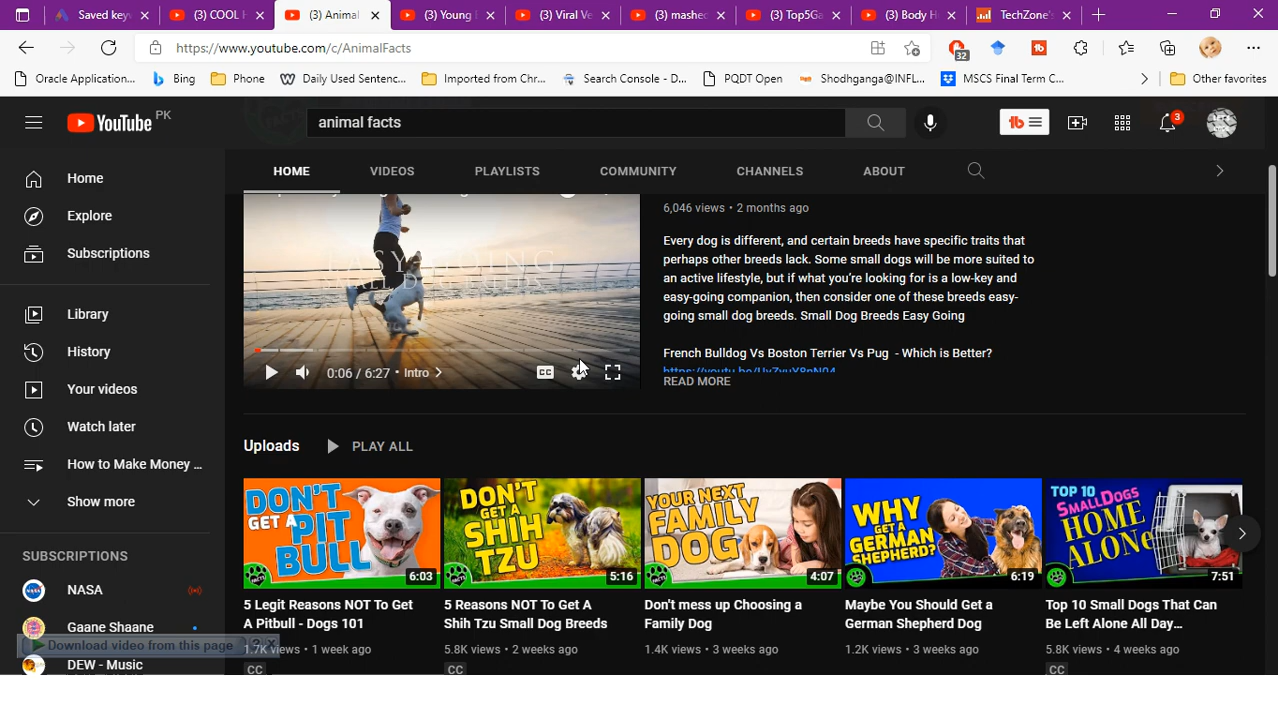 Saved key
(3) COOL F
(3) Animal
(3) Young L
(3) Viral Ve
(3) mashed
(3) Top5Ga
(3) Body H
TechZone's
https://www.youtube.com/c/AnimalFacts
32
Oracle Application...
Bing
Phone
Daily Used Sentenc...
Imported from Chr...
Search Console - D...
PQDT Open
Shodhganga@INFL...
MSCS Final Term C...
Other favorites
YouTube PK
animal facts
3
Home
Explore
Subscriptions
Library
History
Your videos
Watch later
How to Make Money ...
Show more
SUBSCRIPTIONS
NASA
Gaane Shaane
Download video from this page ? X
DEW - Music
HOME
VIDEOS
PLAYLISTS
COMMUNITY
CHANNELS
ABOUT
EASY-GOING
SMALL DOG BREEDS
0:06 / 6:27 • Intro
CC
6,046 views • 2 months ago
Every dog is different, and certain breeds have specific traits that
perhaps other breeds lack. Some small dogs will be more suited to
an active lifestyle, but if what you're looking for is a low-key and
easy-going companion, then consider one of these breeds easy-
going small dog breeds. Small Dog Breeds Easy Going
French Bulldog Vs Boston Terrier Vs Pug - Which is Better?
READ MORE
Uploads
PLAY ALL
DON'T
GET A
PIT
BULL
FACTS
6:03
5 Legit Reasons NOT To Get
A Pitbull - Dogs 101
1.7K views • 1 week ago
CC
DON'T
GET A
SHIH
TZU
FACTS
5:16
5 Reasons NOT To Get A
Shih Tzu Small Dog Breeds
5.8K views • 2 weeks ago
CC
YOUR NEXT
FAMILY
DOG
FACTS
4:07
Don't mess up Choosing a
Family Dog
1.4K views • 3 weeks ago
WHY
GET A
GERMAN
SHEPHERD?
6:19
Maybe You Should Get a
German Shepherd Dog
1.2K views • 3 weeks ago
TOP 10 SMALL DOGS
HOME
ALONE
7:51
Top 10 Small Dogs That Can
Be Left Alone All Day...
5.8K views • 4 weeks ago
CC